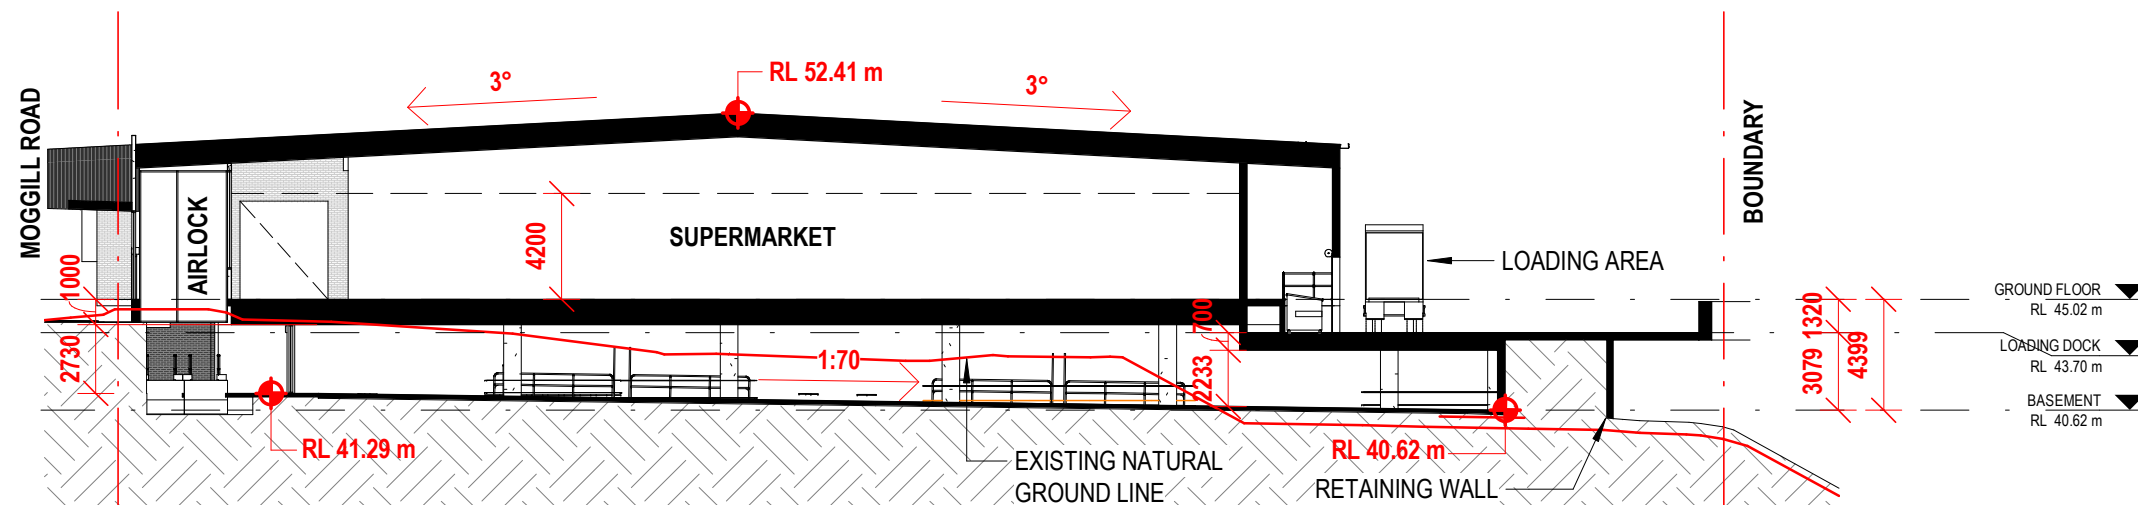 RL 52.41 m
3°
3°
MOGGILL ROAD
BOUNDARY
AIRLOCK
SUPERMARKET
4200
LOADING AREA
1000
2730
700
2233
1:70
1320
3079
4399
GROUND FLOOR
RL 45.02 m
LOADING DOCK
RL 43.70 m
BASEMENT
RL 40.62 m
RL 41.29 m
RL 40.62 m
EXISTING NATURAL
GROUND LINE
RETAINING WALL